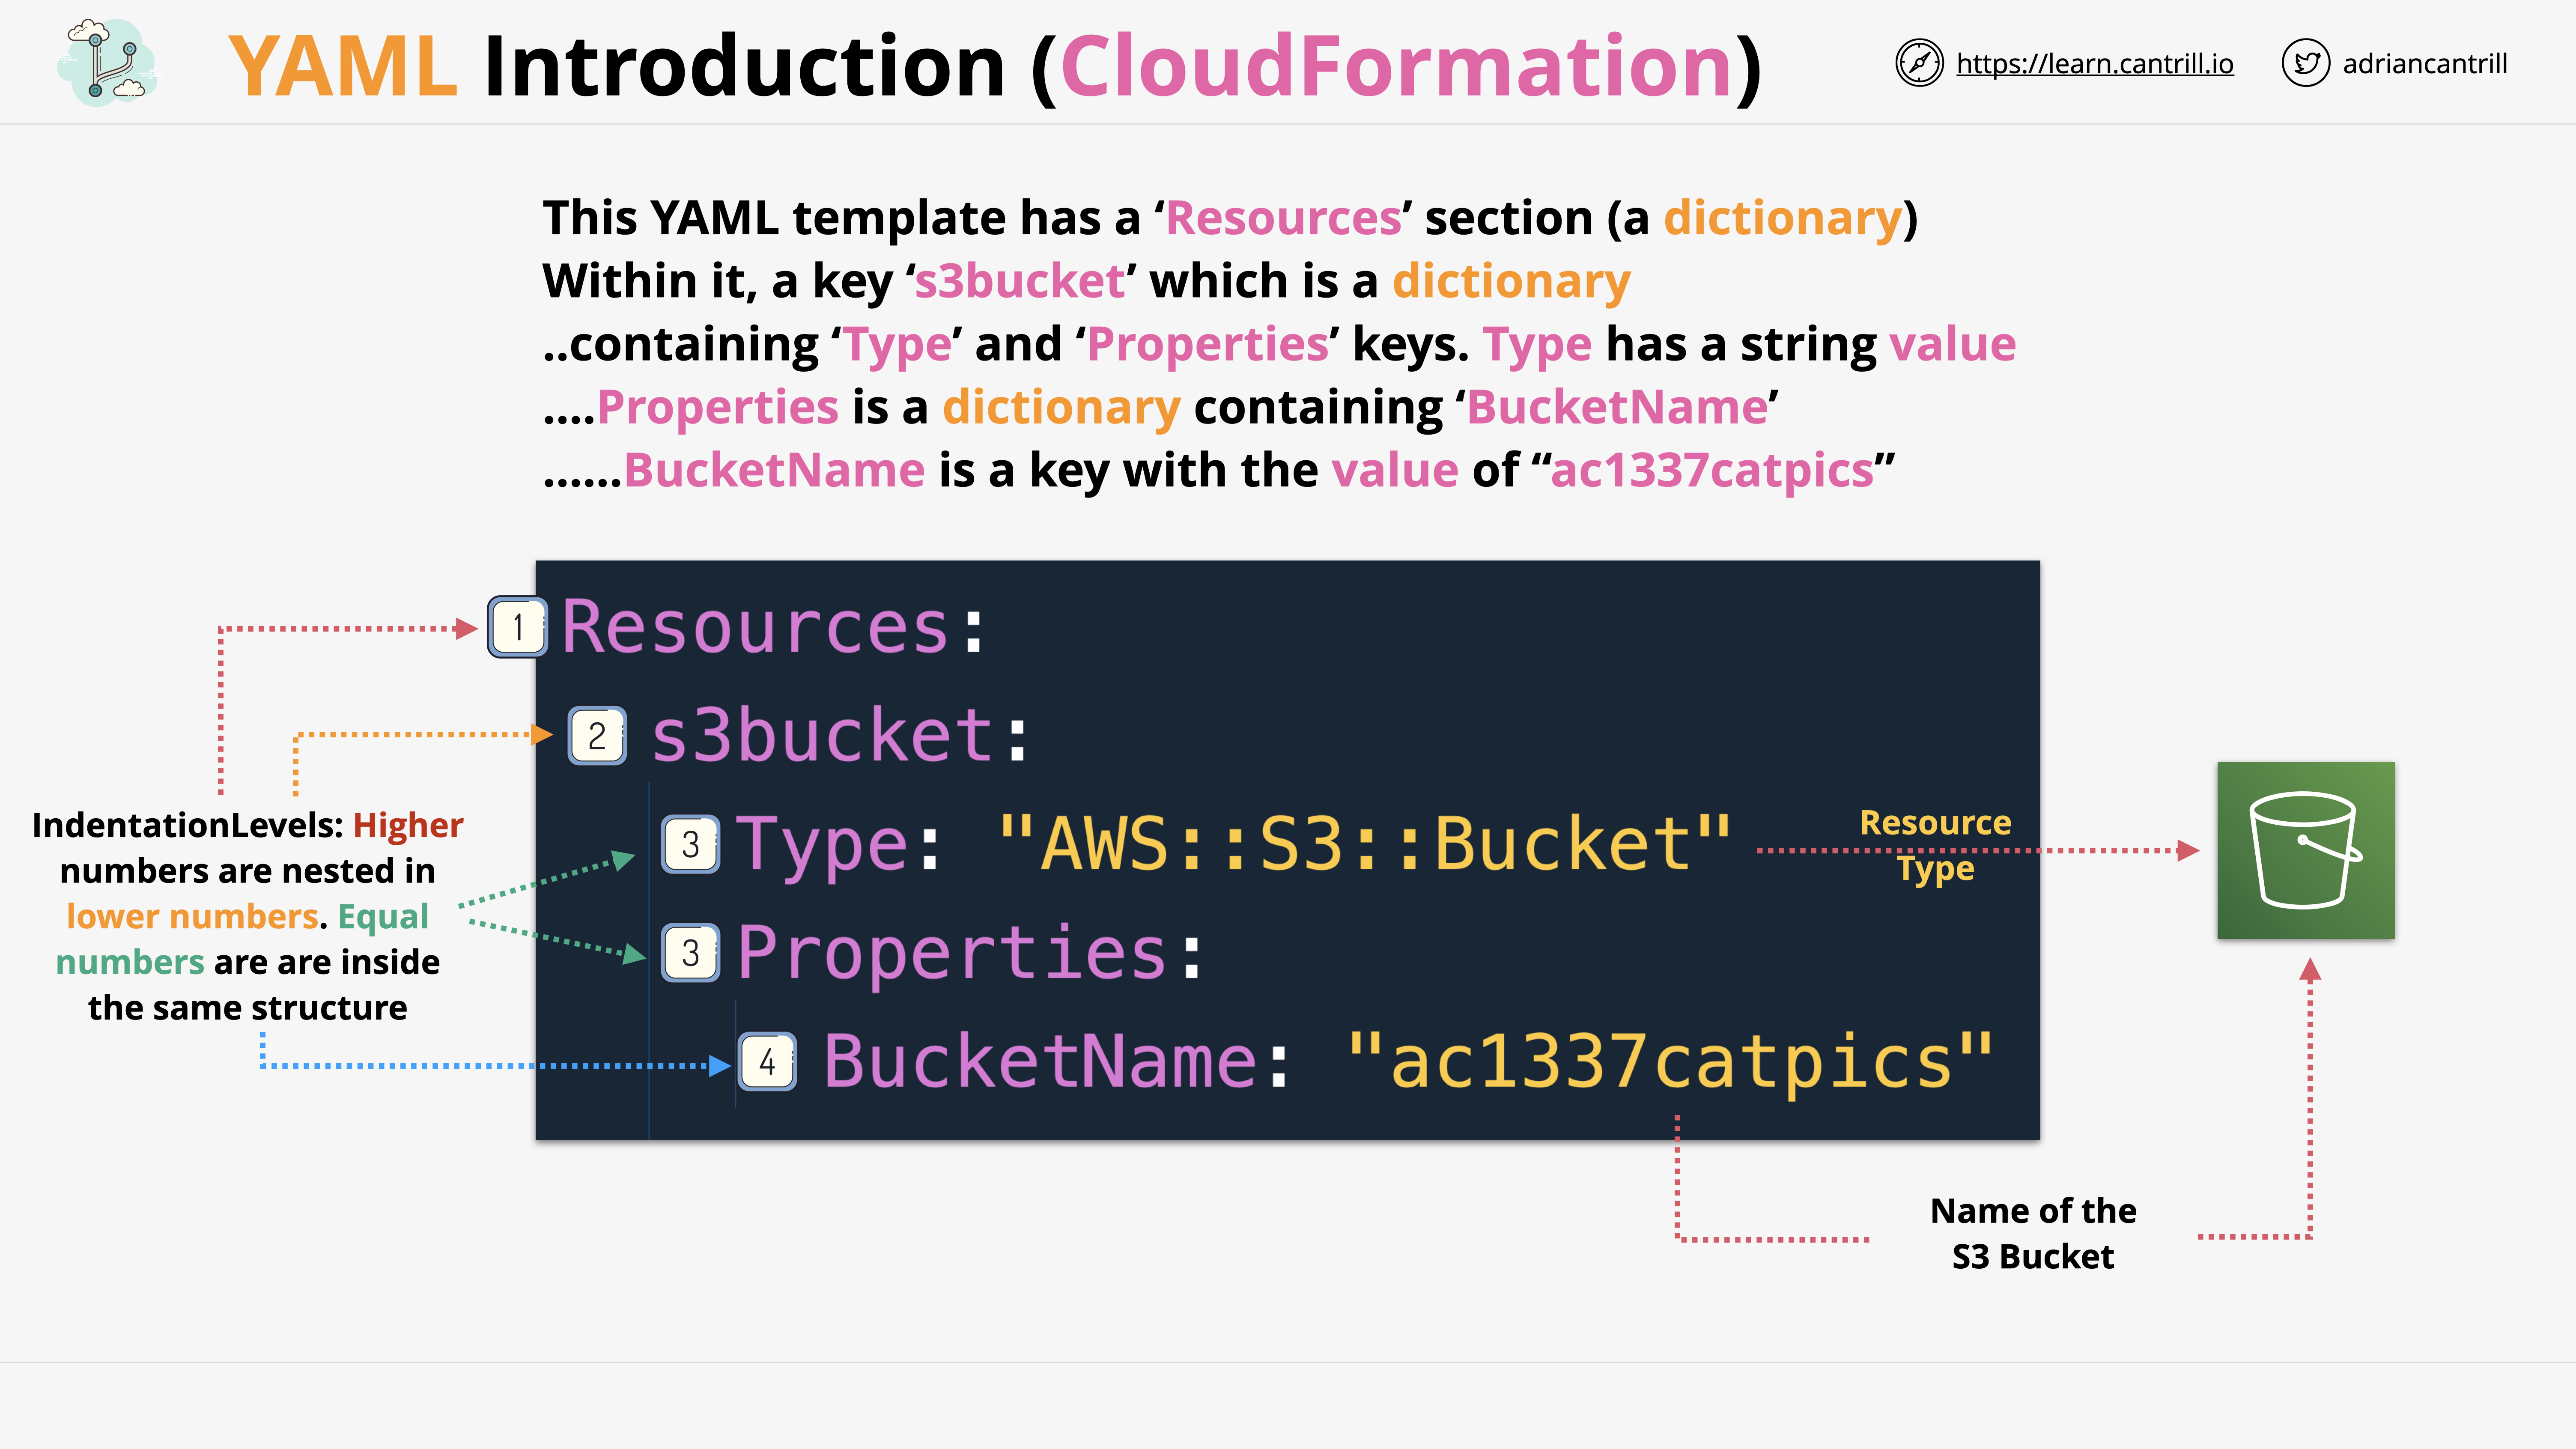 YAML Introduction (CloudFormation)
https://learn.cantrill.io
adriancantrill
This YAML template has a ‘Resources’ section (a dictionary)
Within it, a key ‘s3bucket’ which is a dictionary
..containing ‘Type’ and ‘Properties’ keys. Type has a string value
....Properties is a dictionary containing ‘BucketName’
......BucketName is a key with the value of “ac1337catpics”
1 Resources:
2 s3bucket:
3 Type: "AWS::S3::Bucket"
3 Properties:
4 BucketName: "ac1337catpics"
IndentationLevels: Higher
numbers are nested in
lower numbers. Equal
numbers are are inside
the same structure
Resource
Type
Name of the
S3 Bucket